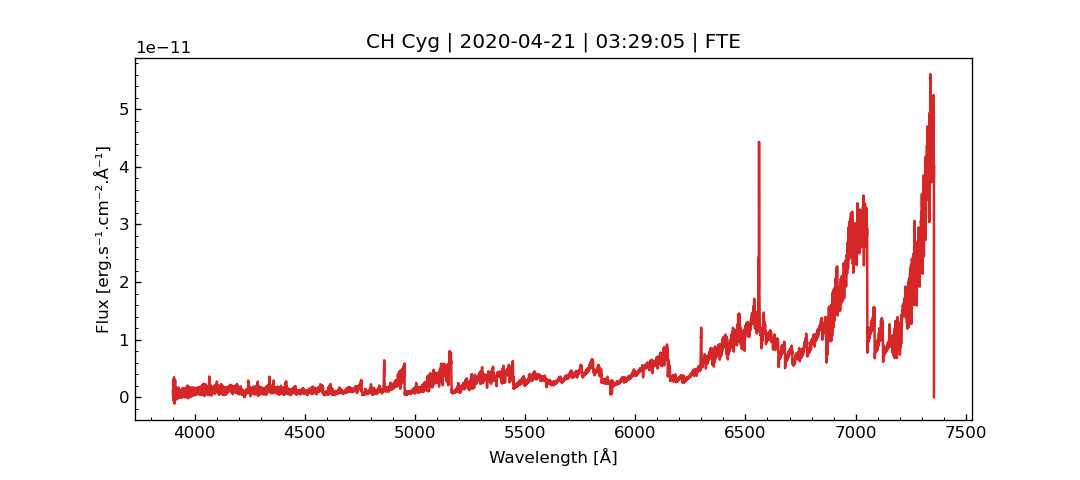 CH Cyg | 2020-04-21 | 03:29:05 | FTE
1e−11
5
4
3
2
1
0
Flux [erg.s⁻¹.cm⁻².Å⁻¹]
4000 4500 5000 5500 6000 6500 7000 7500
Wavelength [Å]